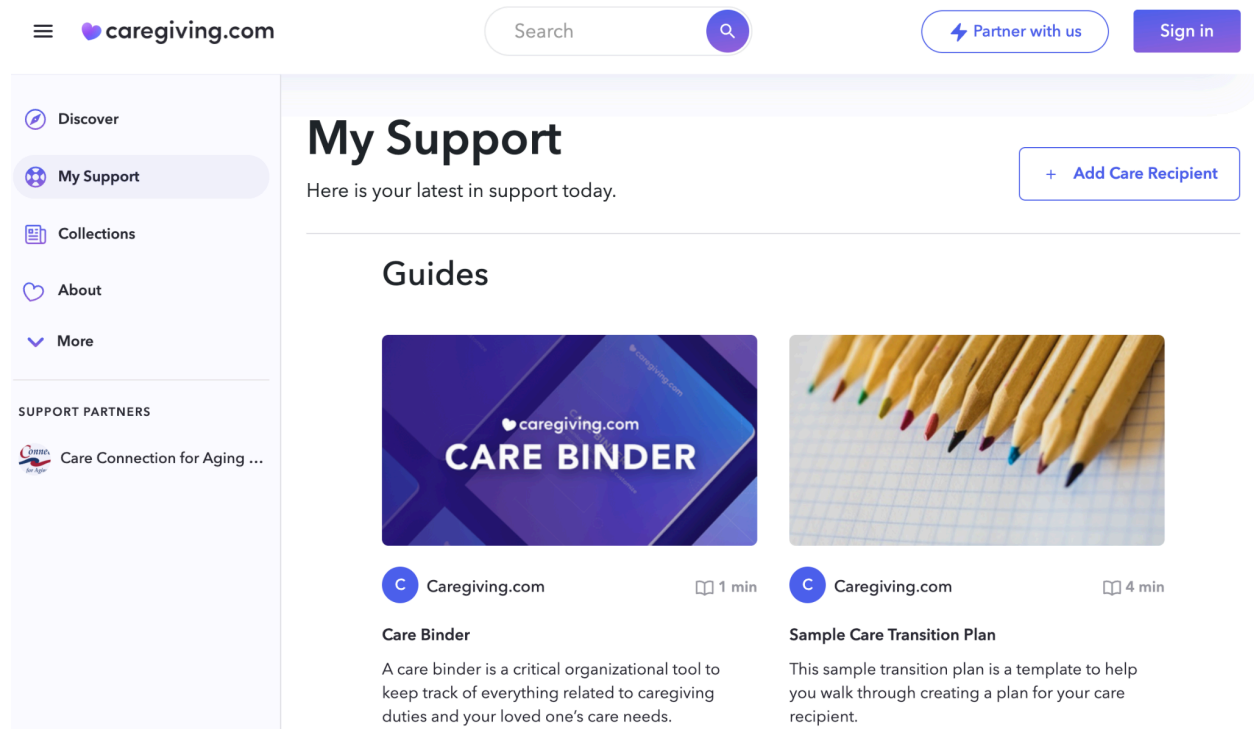 caregiving.com
Search
Partner with us
Sign in
Discover
My Support
Collections
About
More
SUPPORT PARTNERS
Care Connection for Aging ...
My Support
Here is your latest in support today.
+ Add Care Recipient
Guides
caregiving.com
caregiving.com
CARE BINDER
C Caregiving.com
1 min
Care Binder
A care binder is a critical organizational tool to
keep track of everything related to caregiving
duties and your loved one’s care needs.
C Caregiving.com
4 min
Sample Care Transition Plan
This sample transition plan is a template to help
you walk through creating a plan for your care
recipient.